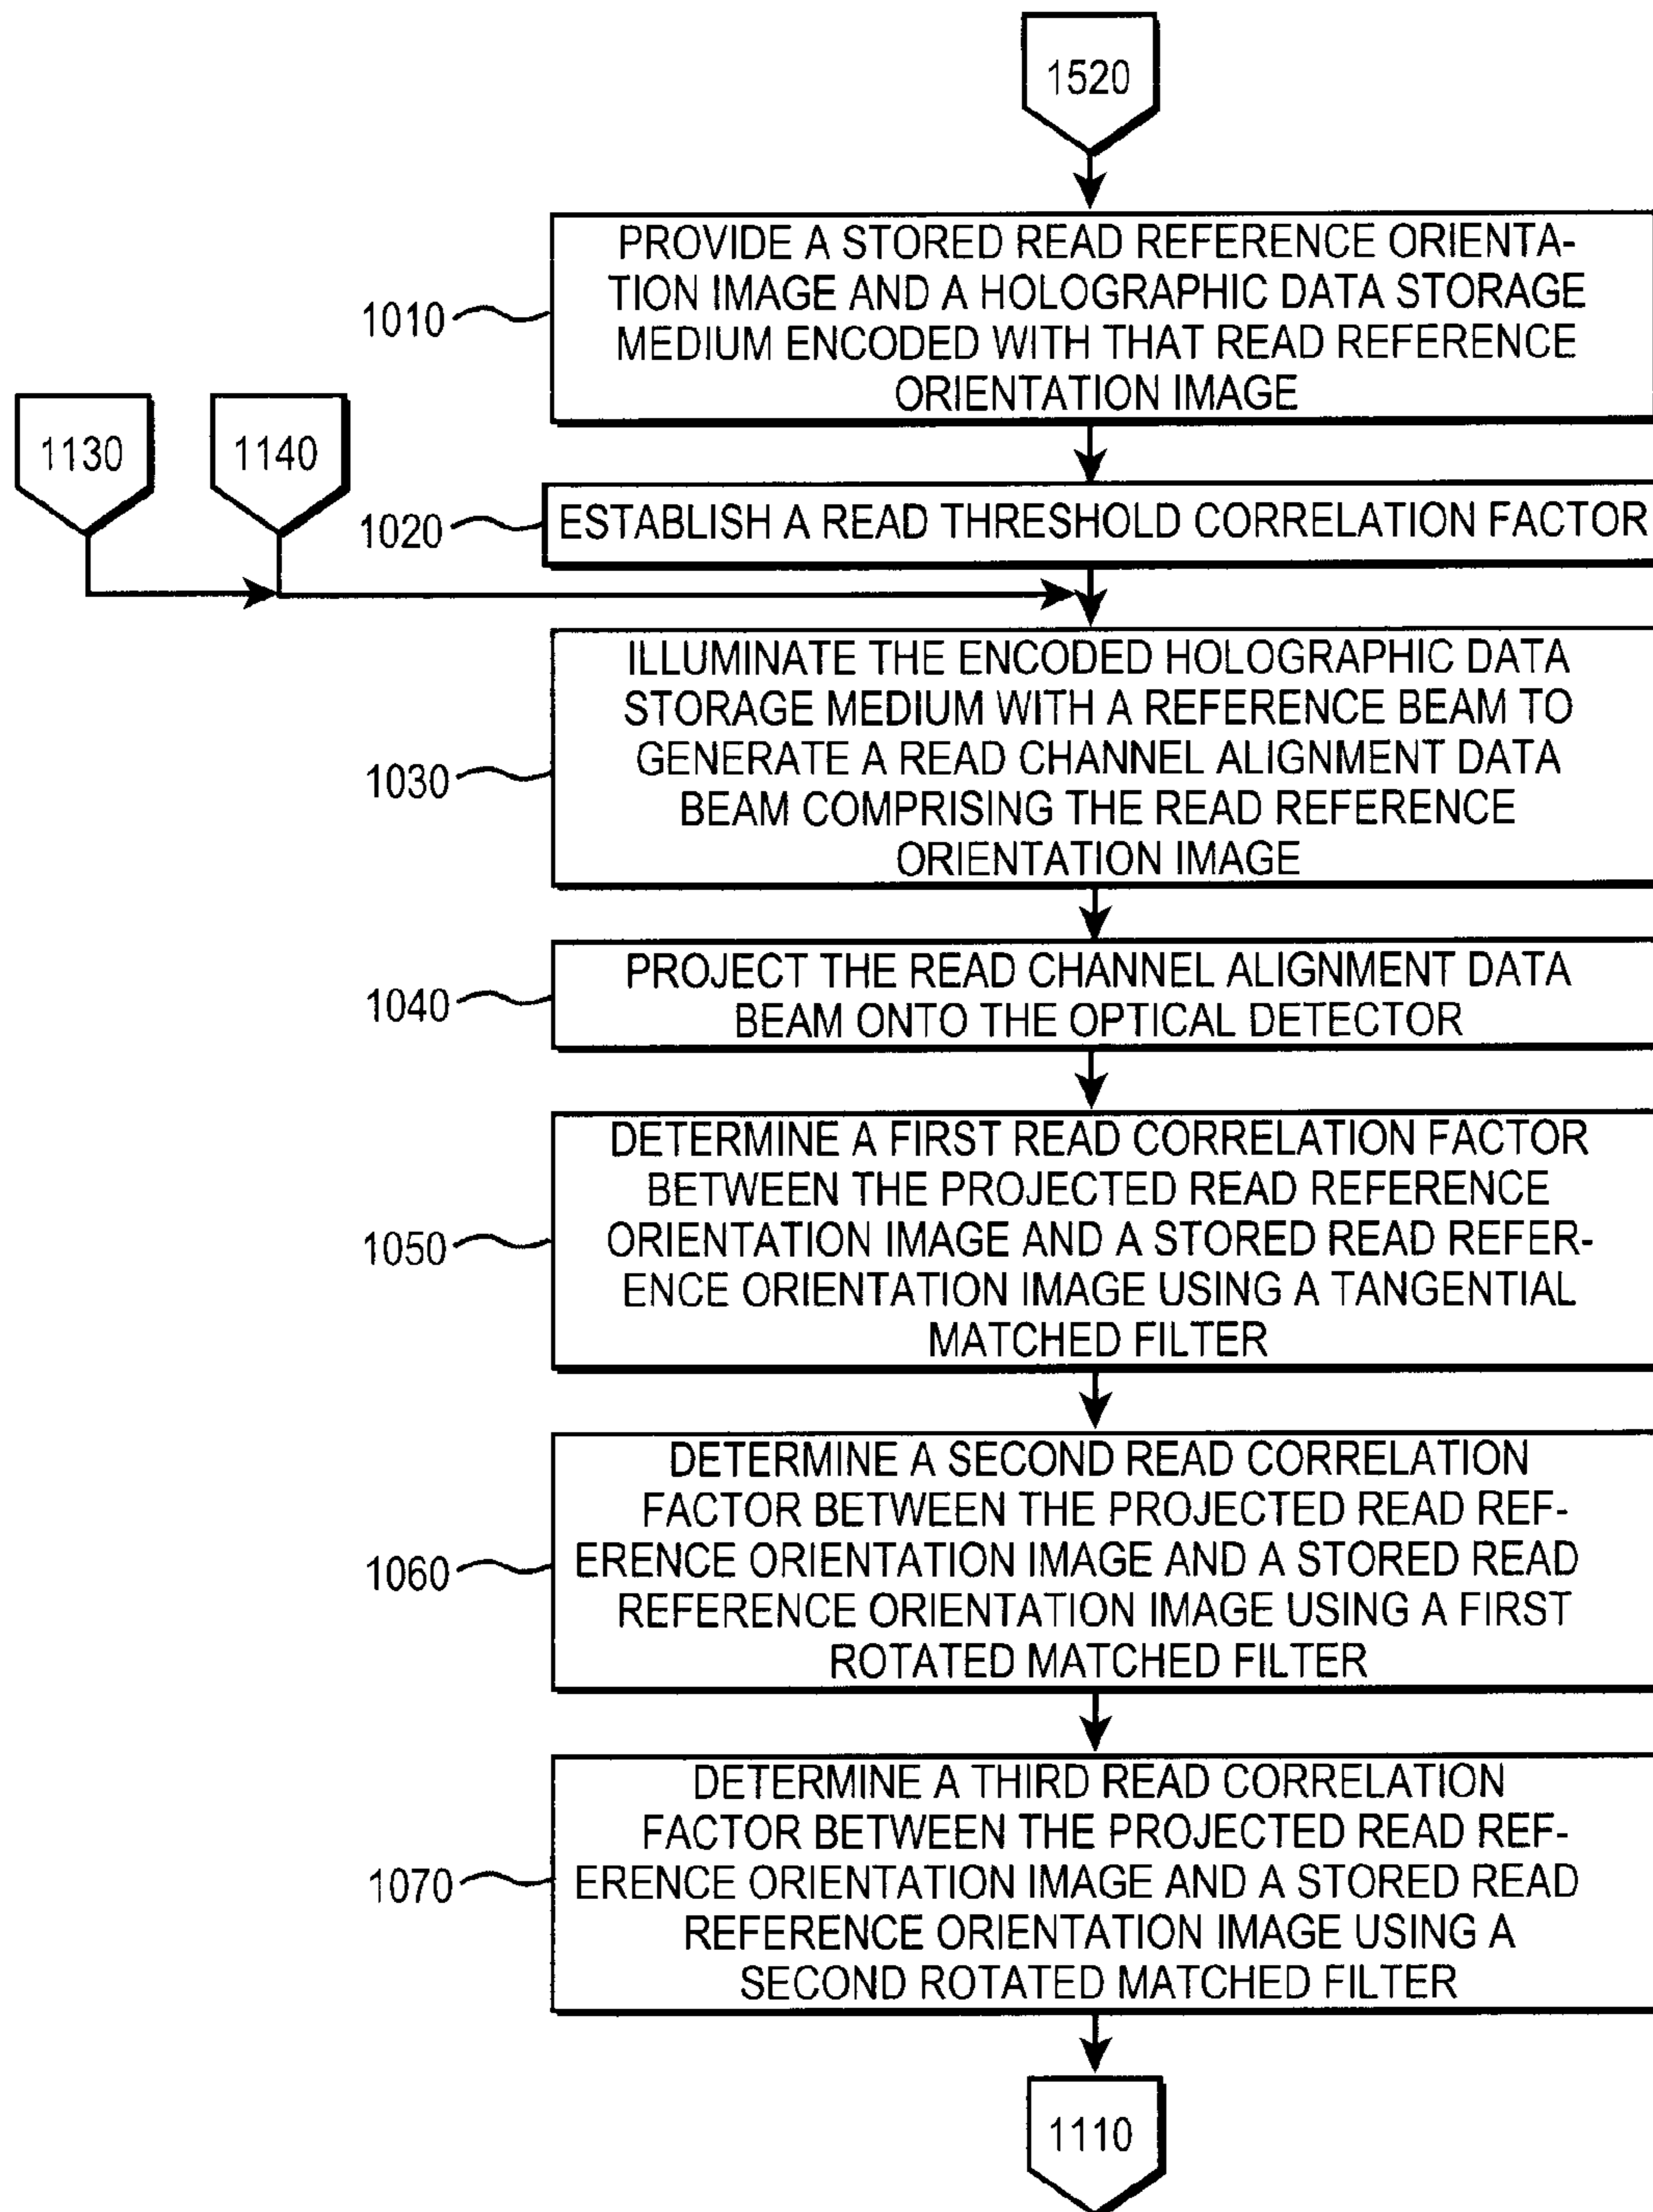 1520
PROVIDE A STORED READ REFERENCE ORIENTA-
TION IMAGE AND A HOLOGRAPHIC DATA STORAGE
MEDIUM ENCODED WITH THAT READ REFERENCE
ORIENTATION IMAGE
1010
1130
1140
1020
ESTABLISH A READ THRESHOLD CORRELATION FACTOR
ILLUMINATE THE ENCODED HOLOGRAPHIC DATA
STORAGE MEDIUM WITH A REFERENCE BEAM TO
GENERATE A READ CHANNEL ALIGNMENT DATA
BEAM COMPRISING THE READ REFERENCE
ORIENTATION IMAGE
1030
PROJECT THE READ CHANNEL ALIGNMENT DATA
BEAM ONTO THE OPTICAL DETECTOR
1040
DETERMINE A FIRST READ CORRELATION FACTOR
BETWEEN THE PROJECTED READ REFERENCE
ORIENTATION IMAGE AND A STORED READ REFER-
ENCE ORIENTATION IMAGE USING A TANGENTIAL
MATCHED FILTER
1050
DETERMINE A SECOND READ CORRELATION
FACTOR BETWEEN THE PROJECTED READ REF-
ERENCE ORIENTATION IMAGE AND A STORED READ
REFERENCE ORIENTATION IMAGE USING A FIRST
ROTATED MATCHED FILTER
1060
DETERMINE A THIRD READ CORRELATION
FACTOR BETWEEN THE PROJECTED READ REF-
ERENCE ORIENTATION IMAGE AND A STORED READ
REFERENCE ORIENTATION IMAGE USING A
SECOND ROTATED MATCHED FILTER
1070
1110